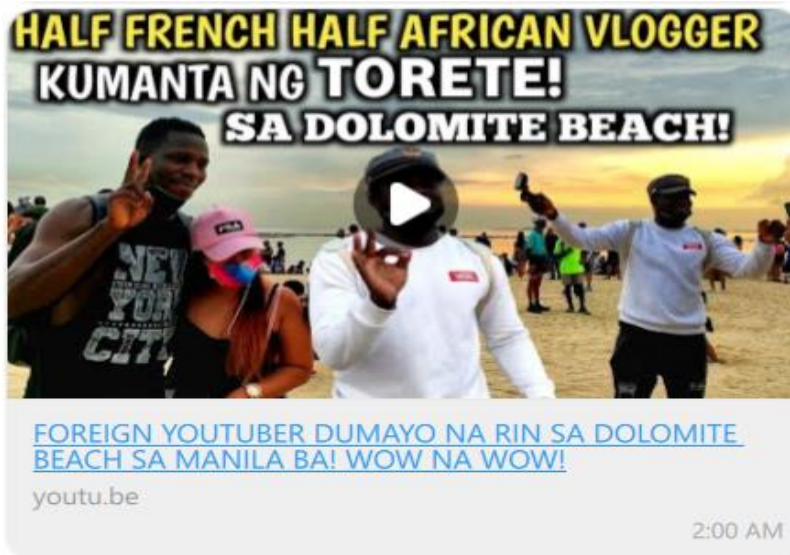 HALF FRENCH HALF AFRICAN VLOGGER
KUMANTA NG TORETE!
SA DOLOMITE BEACH!
FILA
NEW
YORK
CITY
FOREIGN YOUTUBER DUMAYO NA RIN SA DOLOMITE
BEACH SA MANILA BA! WOW NA WOW!
youtu.be
2:00 AM